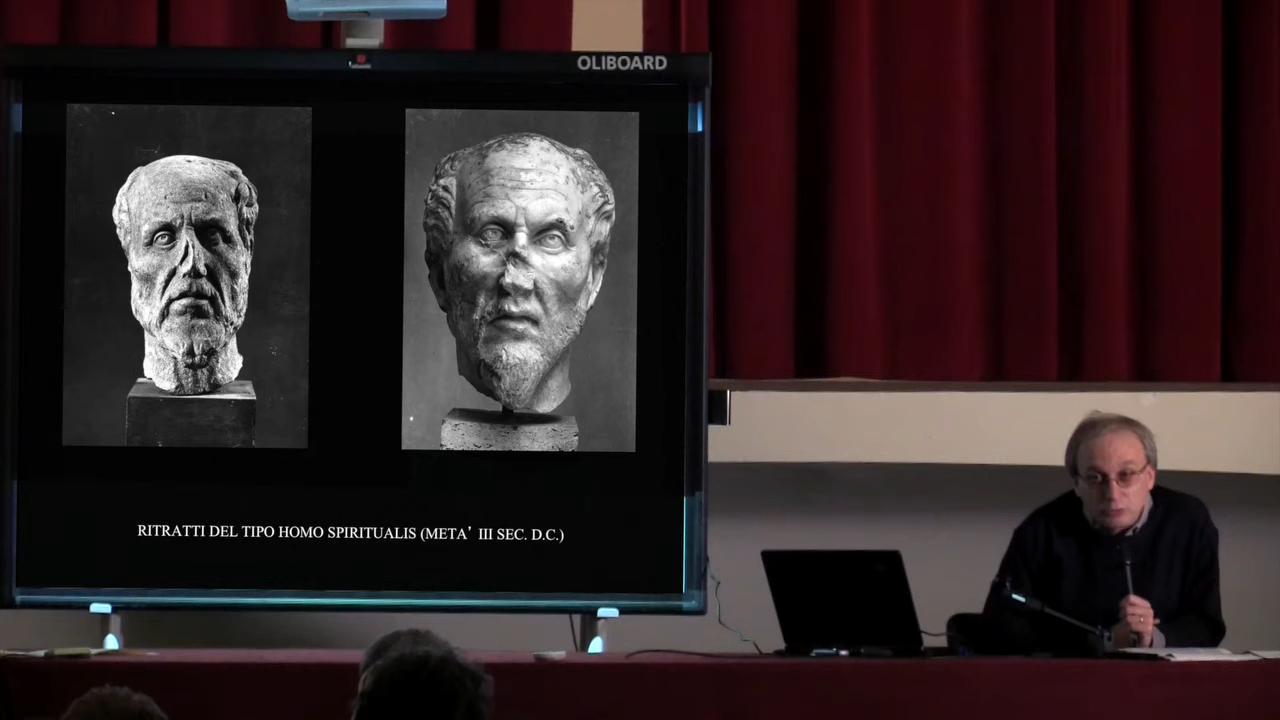 OLIBOARD
RITRATTI DEL TIPO HOMO SPIRITUALIS (META’ III SEC. D.C.)